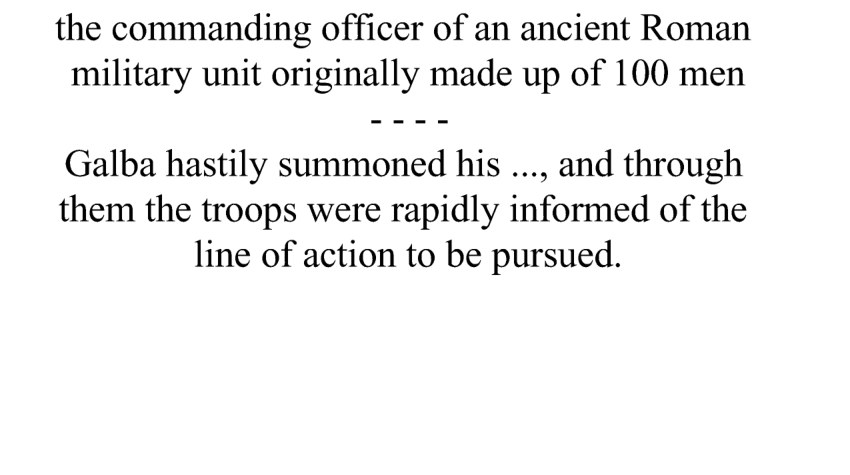 the commanding officer of an ancient Roman
military unit originally made up of 100 men
- - - -
Galba hastily summoned his ..., and through
them the troops were rapidly informed of the
line of action to be pursued.